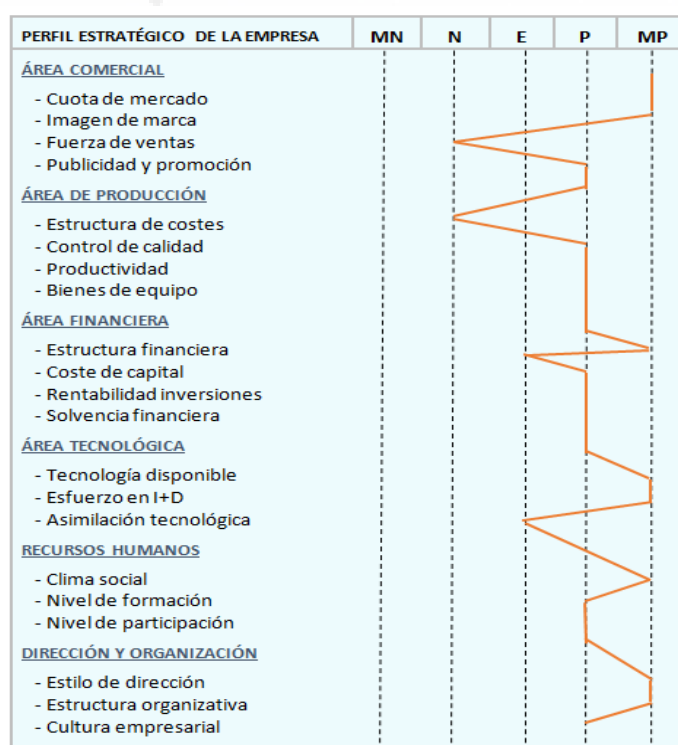 PERFIL ESTRATÉGICO DE LA EMPRESA MN N E P MP
ÁREA COMERCIAL
- Cuota de mercado
- Imagen de marca
- Fuerza de ventas
- Publicidad y promoción
ÁREA DE PRODUCCIÓN
- Estructura de costes
- Control de calidad
- Productividad
- Bienes de equipo
ÁREA FINANCIERA
- Estructura financiera
- Coste de capital
- Rentabilidad inversiones
- Solvencia financiera
ÁREA TECNOLÓGICA
- Tecnología disponible
- Esfuerzo en I+D
- Asimilación tecnológica
RECURSOS HUMANOS
- Clima social
- Nivel de formación
- Nivel de participación
DIRECCIÓN Y ORGANIZACIÓN
- Estilo de dirección
- Estructura organizativa
- Cultura empresarial